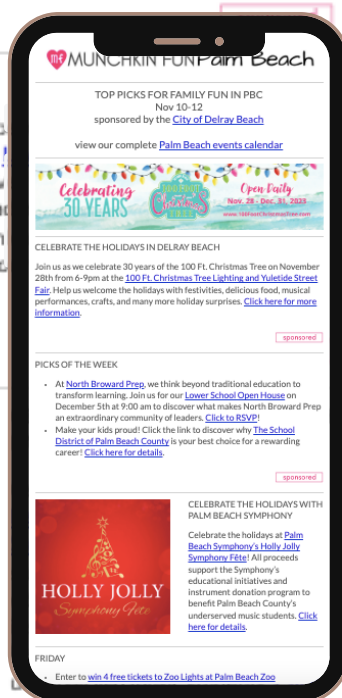 mf MUNCHKIN FUN Palm Beach
TOP PICKS FOR FAMILY FUN IN PBC
Nov 10-12
sponsored by the City of Delray Beach
view our complete Palm Beach events calendar
Celebrating
30 YEARS
100 FOOT
Christmas
TREE
Open Daily
Nov. 28 - Dec. 31, 2023
www.100FootChristmasTree.com
CELEBRATE THE HOLIDAYS IN DELRAY BEACH
Join us as we celebrate 30 years of the 100 Ft. Christmas Tree on November
28th from 6-9pm at the 100 Ft. Christmas Tree Lighting and Yuletide Street
Fair. Help us welcome the holidays with festivities, delicious food, musical
performances, crafts, and many more holiday surprises. Click here for more
information.
sponsored
PICKS OF THE WEEK
• At North Broward Prep, we think beyond traditional education to
transform learning. Join us for our Lower School Open House on
December 5th at 9:00 am to discover what makes North Broward Prep
an extraordinary community of leaders. Click to RSVP!
• Make your kids proud! Click the link to discover why The School
District of Palm Beach County is your best choice for a rewarding
career! Click here for details.
sponsored
HOLLY JOLLY
Symphony Fête
CELEBRATE THE HOLIDAYS WITH
PALM BEACH SYMPHONY
Celebrate the holidays at Palm
Beach Symphony's Holly Jolly
Symphony Fête! All proceeds
support the Symphony's
educational initiatives and
instrument donation program to
benefit Palm Beach County's
underserved music students. Click
here for details.
FRIDAY
• Enter to win 4 free tickets to Zoo Lights at Palm Beach Zoo